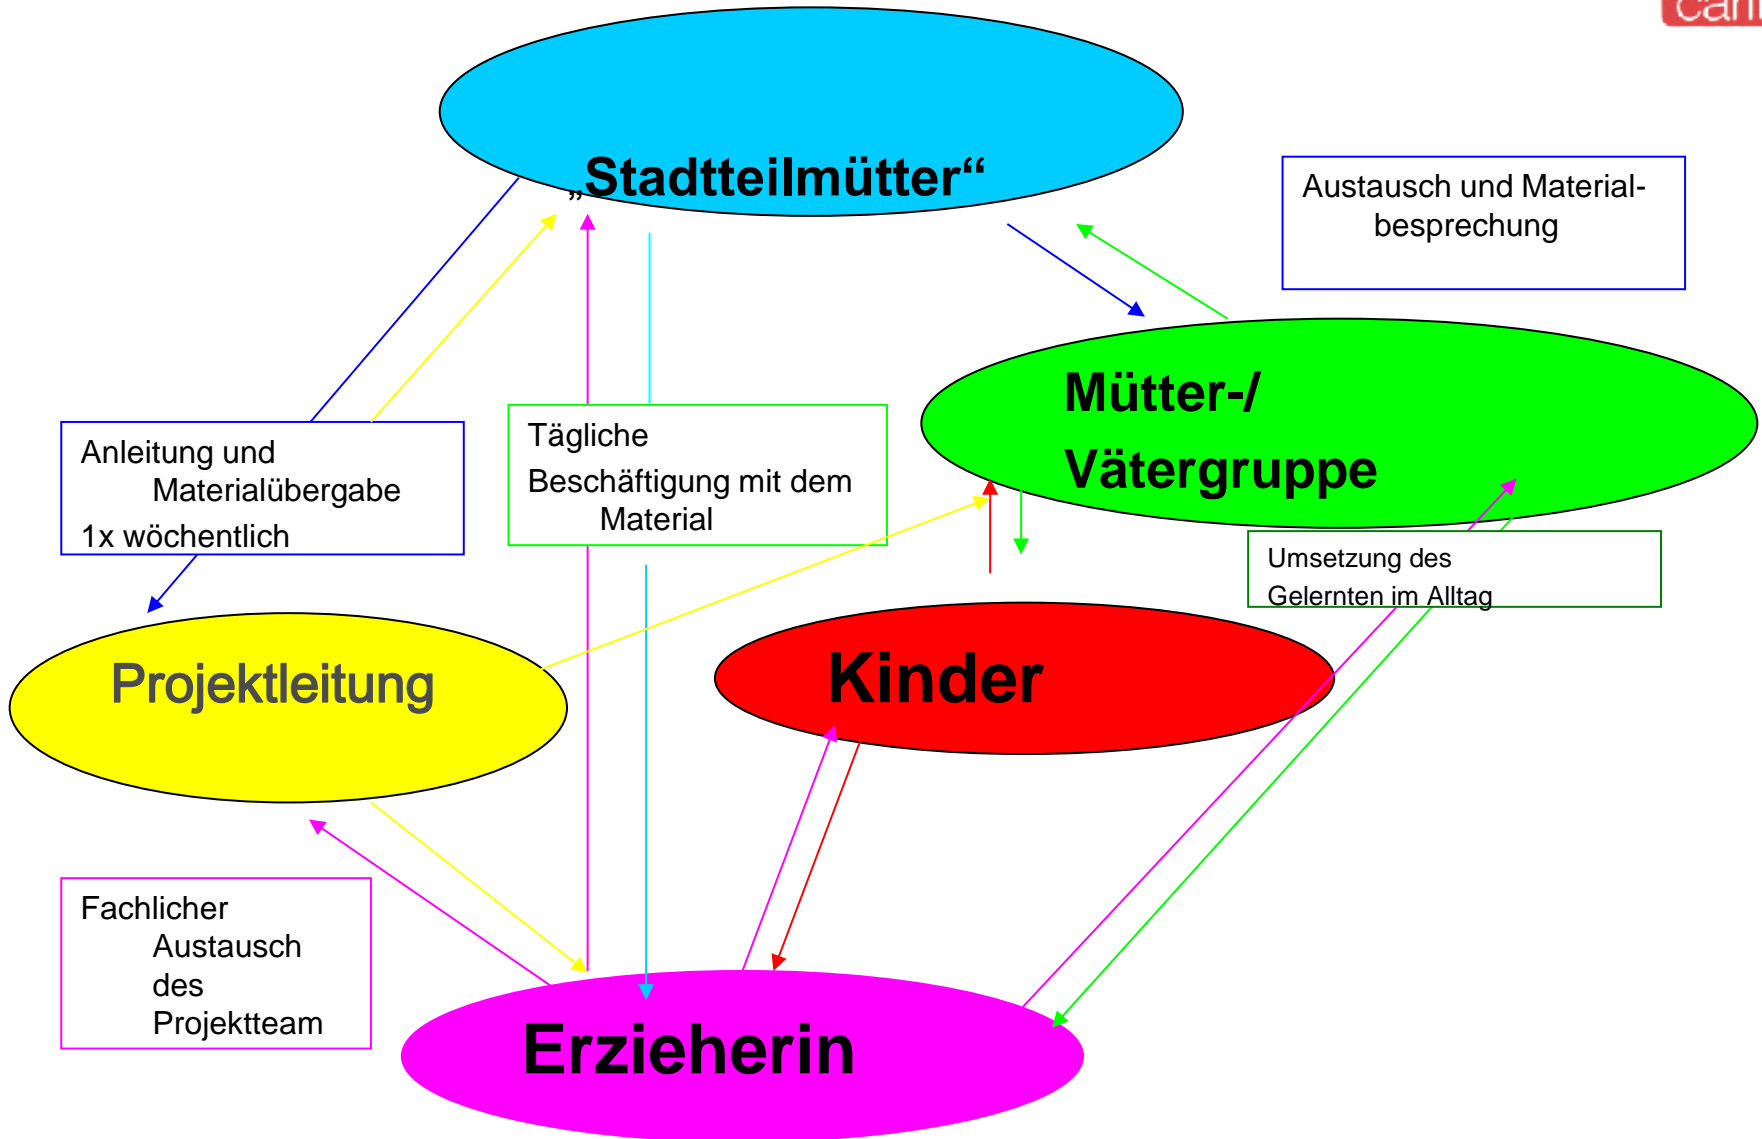 „Stadtteilmütter“
Austausch und Material-
besprechung
Mütter-/
Vätergruppe
Anleitung und
Materialübergabe
1x wöchentlich
Tägliche
Beschäftigung mit dem
Material
Umsetzung des
Gelernten im Alltag
Projektleitung
Kinder
Fachlicher
Austausch
des
Projektteam
Erzieherin